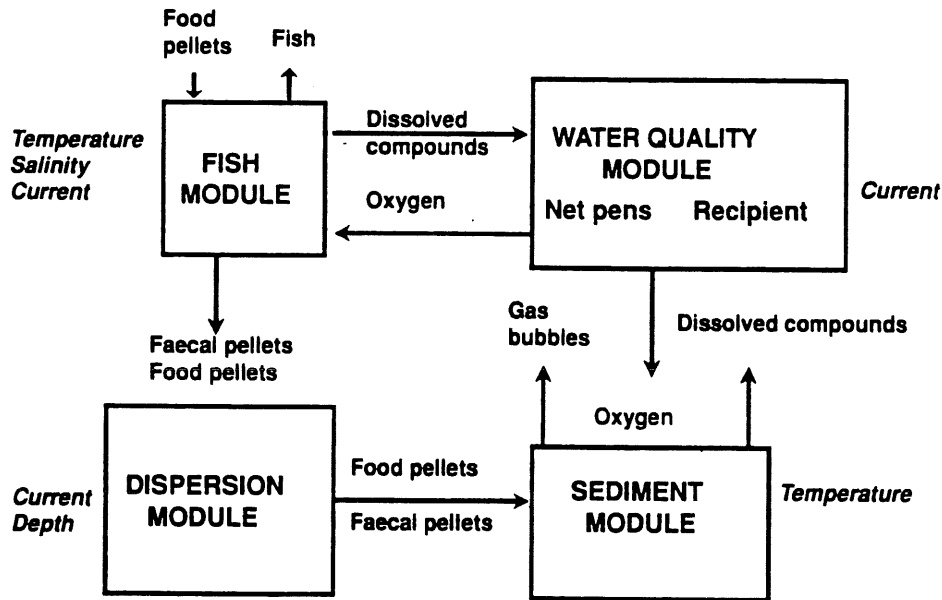 Food
pellets
Fish
Temperature
Salinity
Current
FISH
MODULE
Dissolved
compounds
Oxygen
WATER QUALITY
MODULE
Net pens Recipient
Current
Faecal pellets
Food pellets
Gas
bubbles
Dissolved compounds
Oxygen
Current
Depth
DISPERSION
MODULE
Food pellets
Faecal pellets
SEDIMENT
MODULE
Temperature